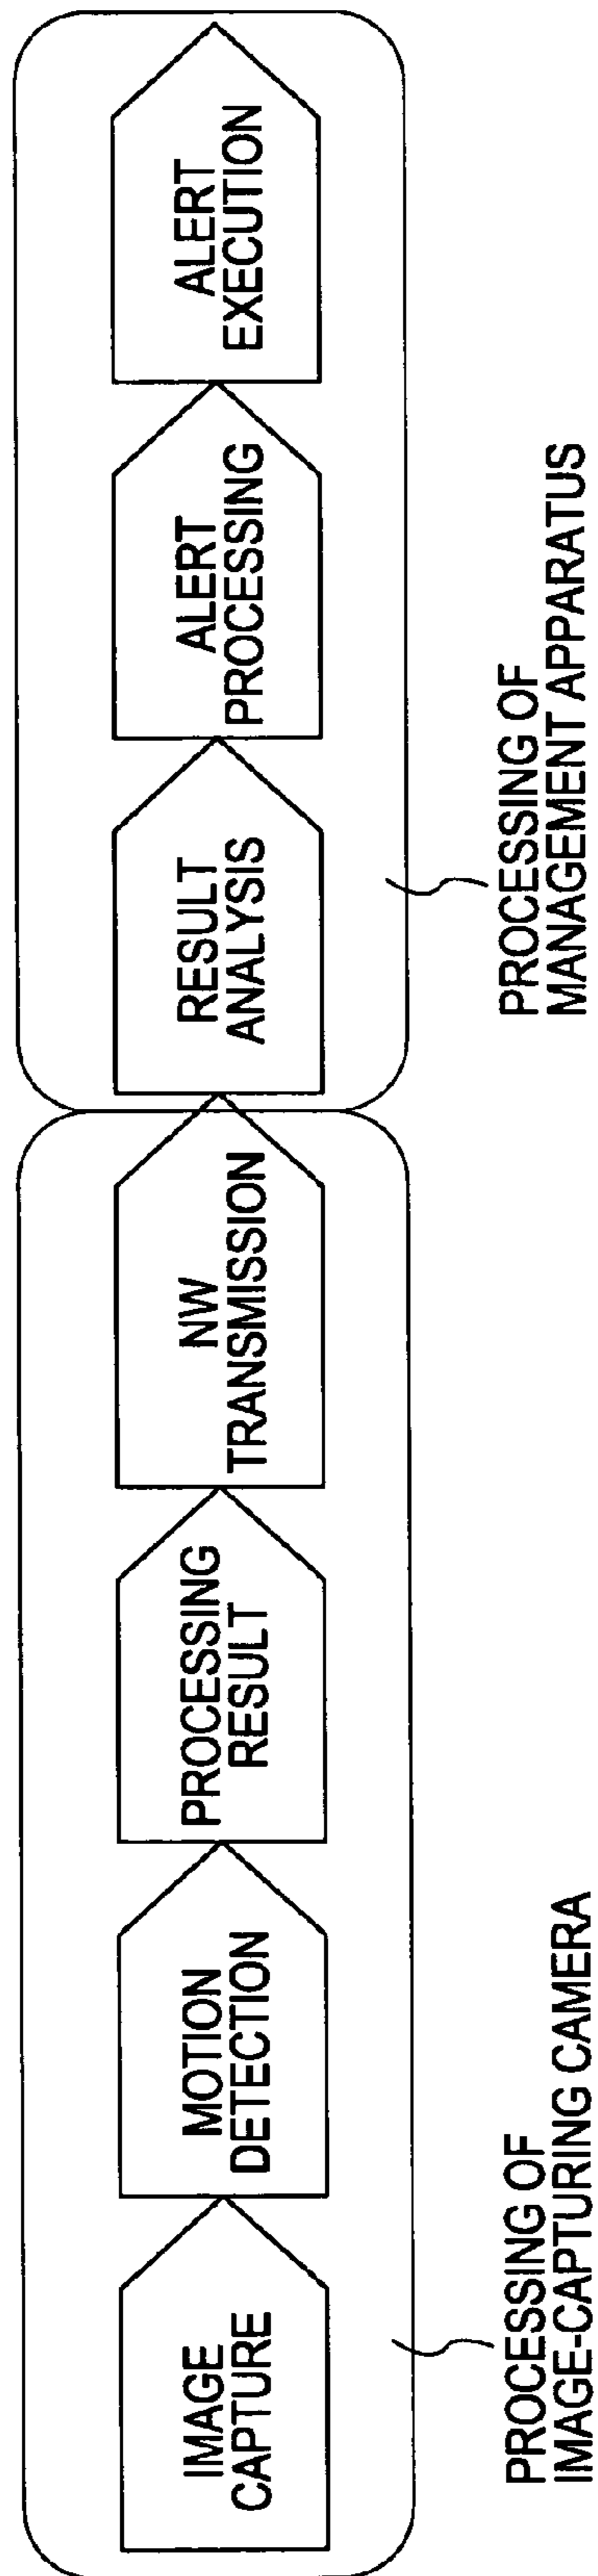 IMAGE
CAPTURE
MOTION
DETECTION
PROCESSING
RESULT
NW
TRANSMISSION
RESULT
ANALYSIS
ALERT
PROCESSING
ALERT
EXECUTION
PROCESSING OF
IMAGE-CAPTURING CAMERA
PROCESSING OF
MANAGEMENT APPARATUS